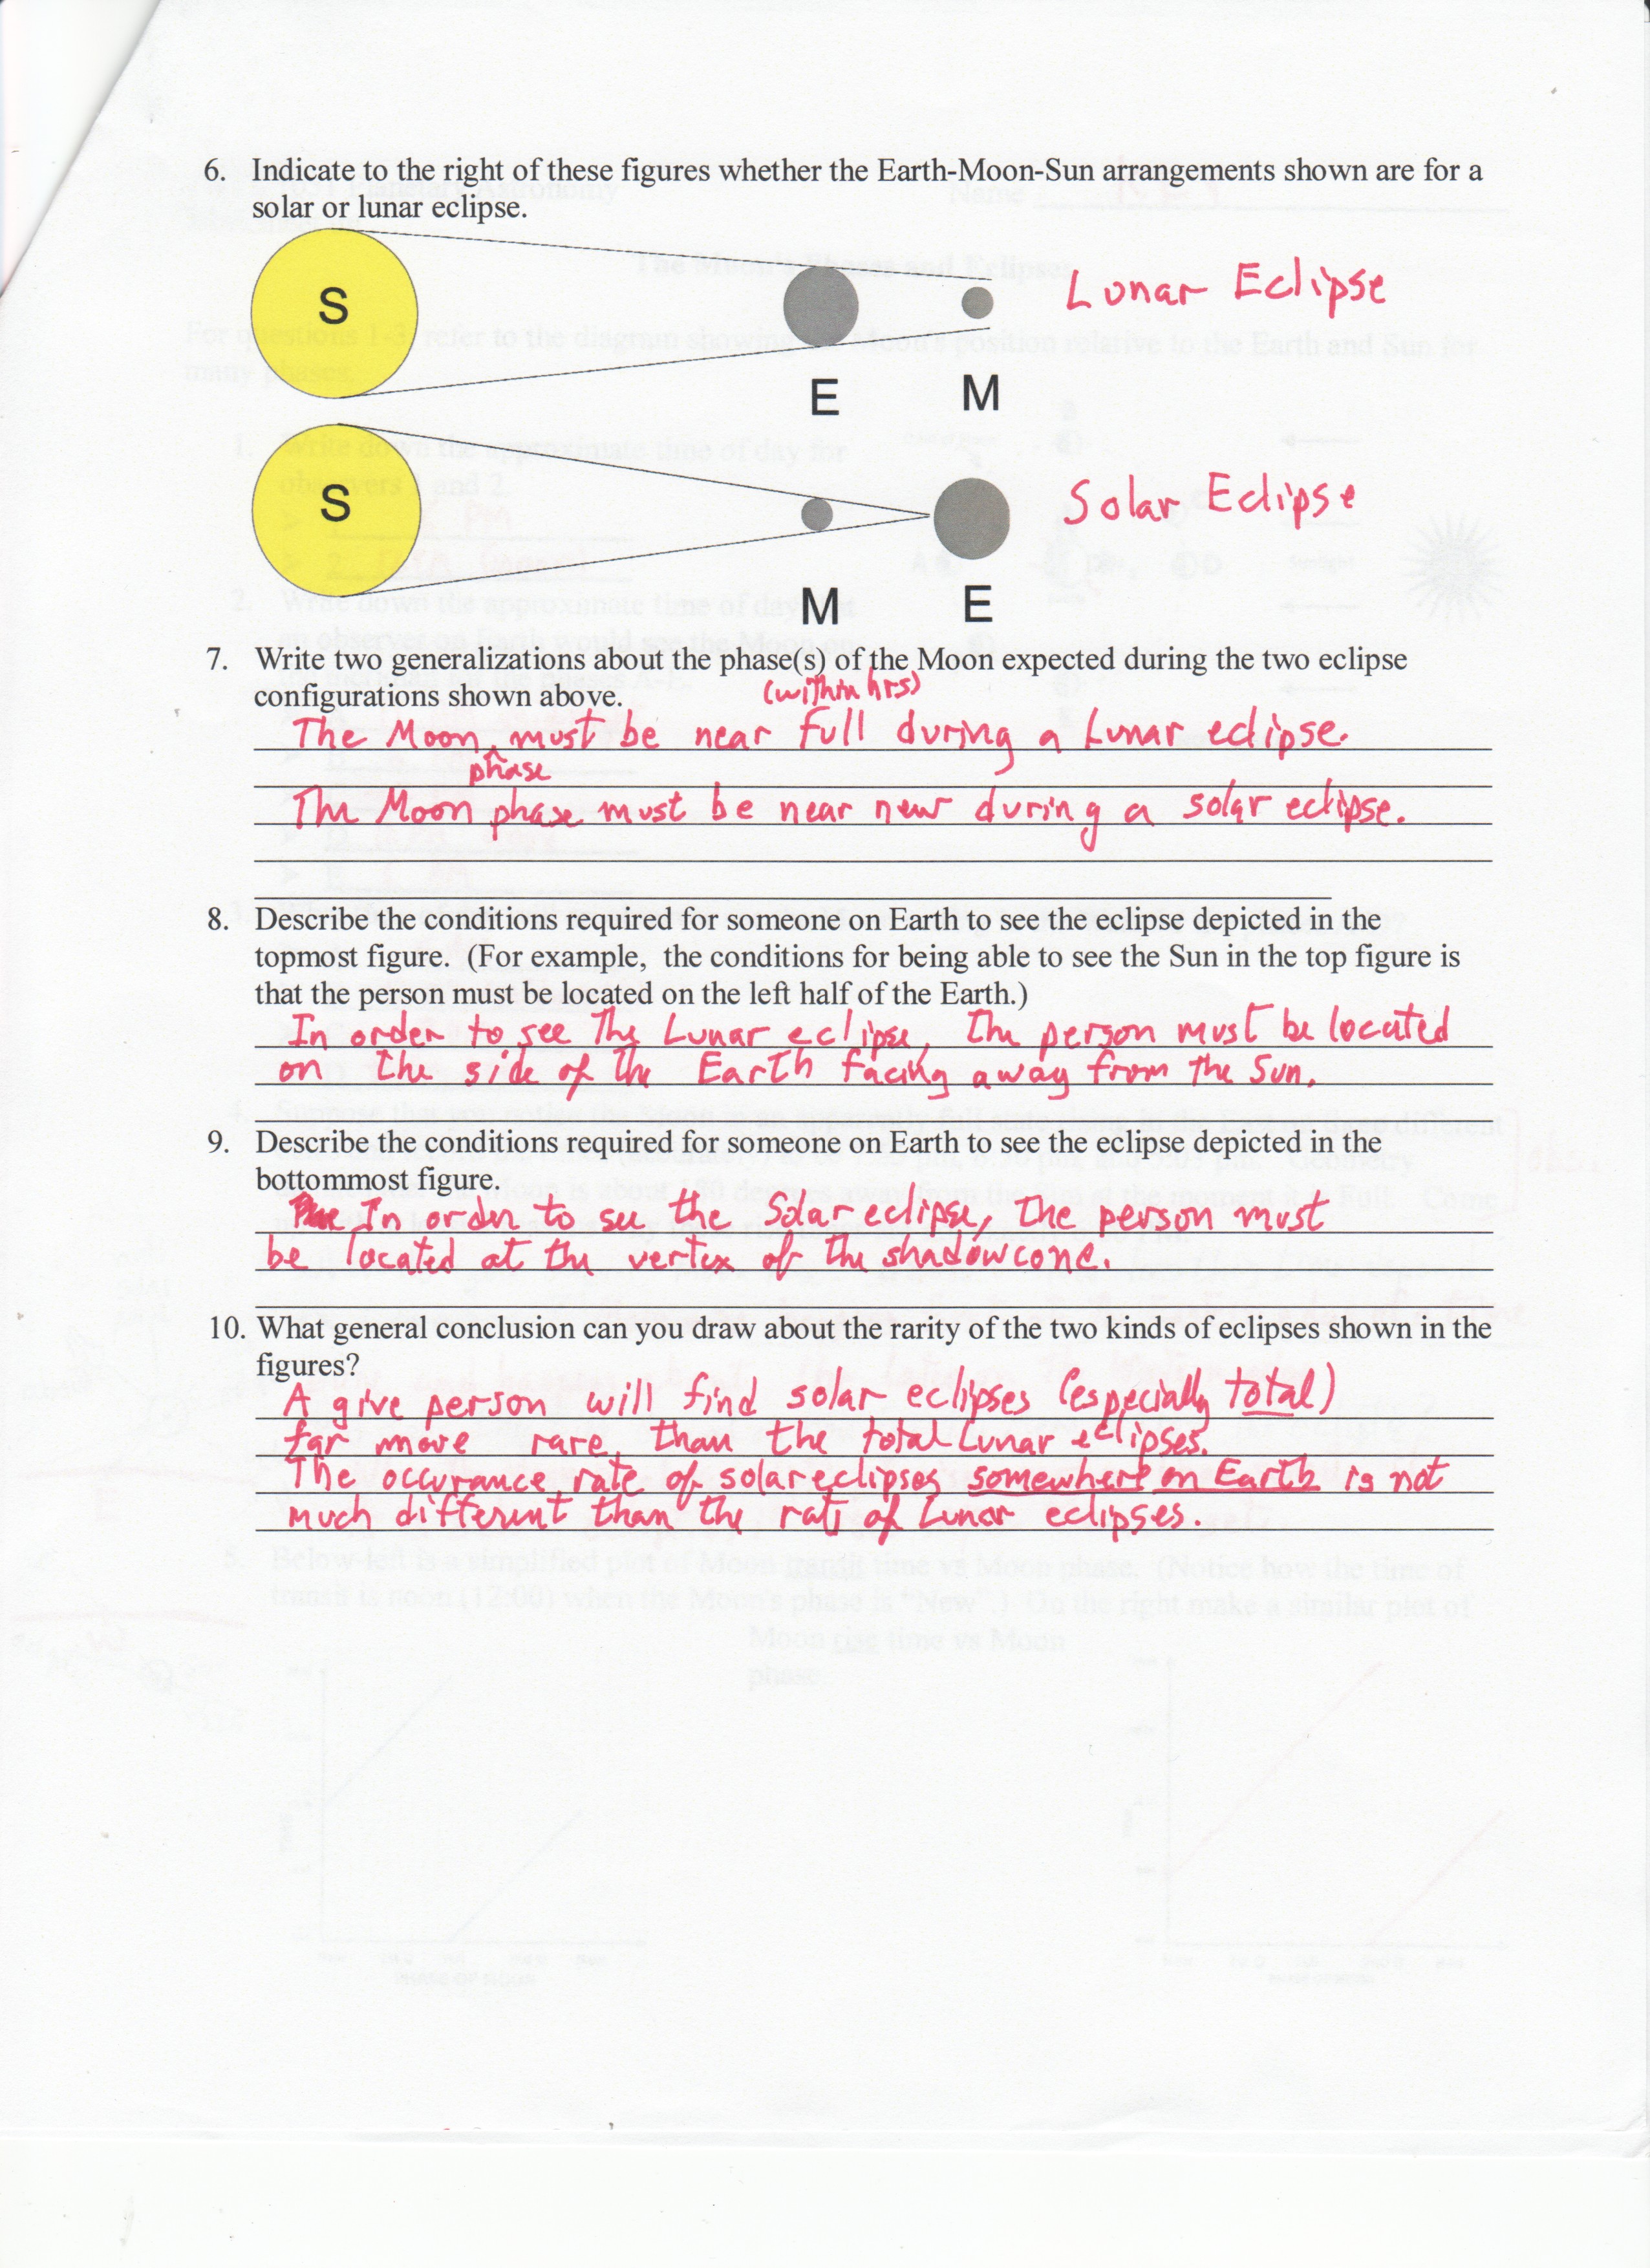 6. Indicate to the right of these figures whether the Earth-Moon-Sun arrangements shown are for a
solar or lunar eclipse.
S
E
M
Lunar Eclipse
S
M
E
Solar Eclipse
7. Write two generalizations about the phase(s) of the Moon expected during the two eclipse
configurations shown above.
(within hrs)
The Moon ^ must be near full during a Lunar eclipse.
phase
The Moon phase must be near new during a solar eclipse.
8. Describe the conditions required for someone on Earth to see the eclipse depicted in the
topmost figure. (For example, the conditions for being able to see the Sun in the top figure is
that the person must be located on the left half of the Earth.)
In order to see the Lunar eclipse, the person must be located
on the side of the Earth facing away from the Sun.
9. Describe the conditions required for someone on Earth to see the eclipse depicted in the
bottommost figure.
In order to see the Solar eclipse, the person must
be located at the vertex of the shadow cone.
10. What general conclusion can you draw about the rarity of the two kinds of eclipses shown in the
figures?
A give person will find solar eclipses (especially total)
far more rare than the total Lunar eclipses.
The occurance rate of solar eclipses somewhere on Earth is not
much different than the rate of Lunar eclipses.